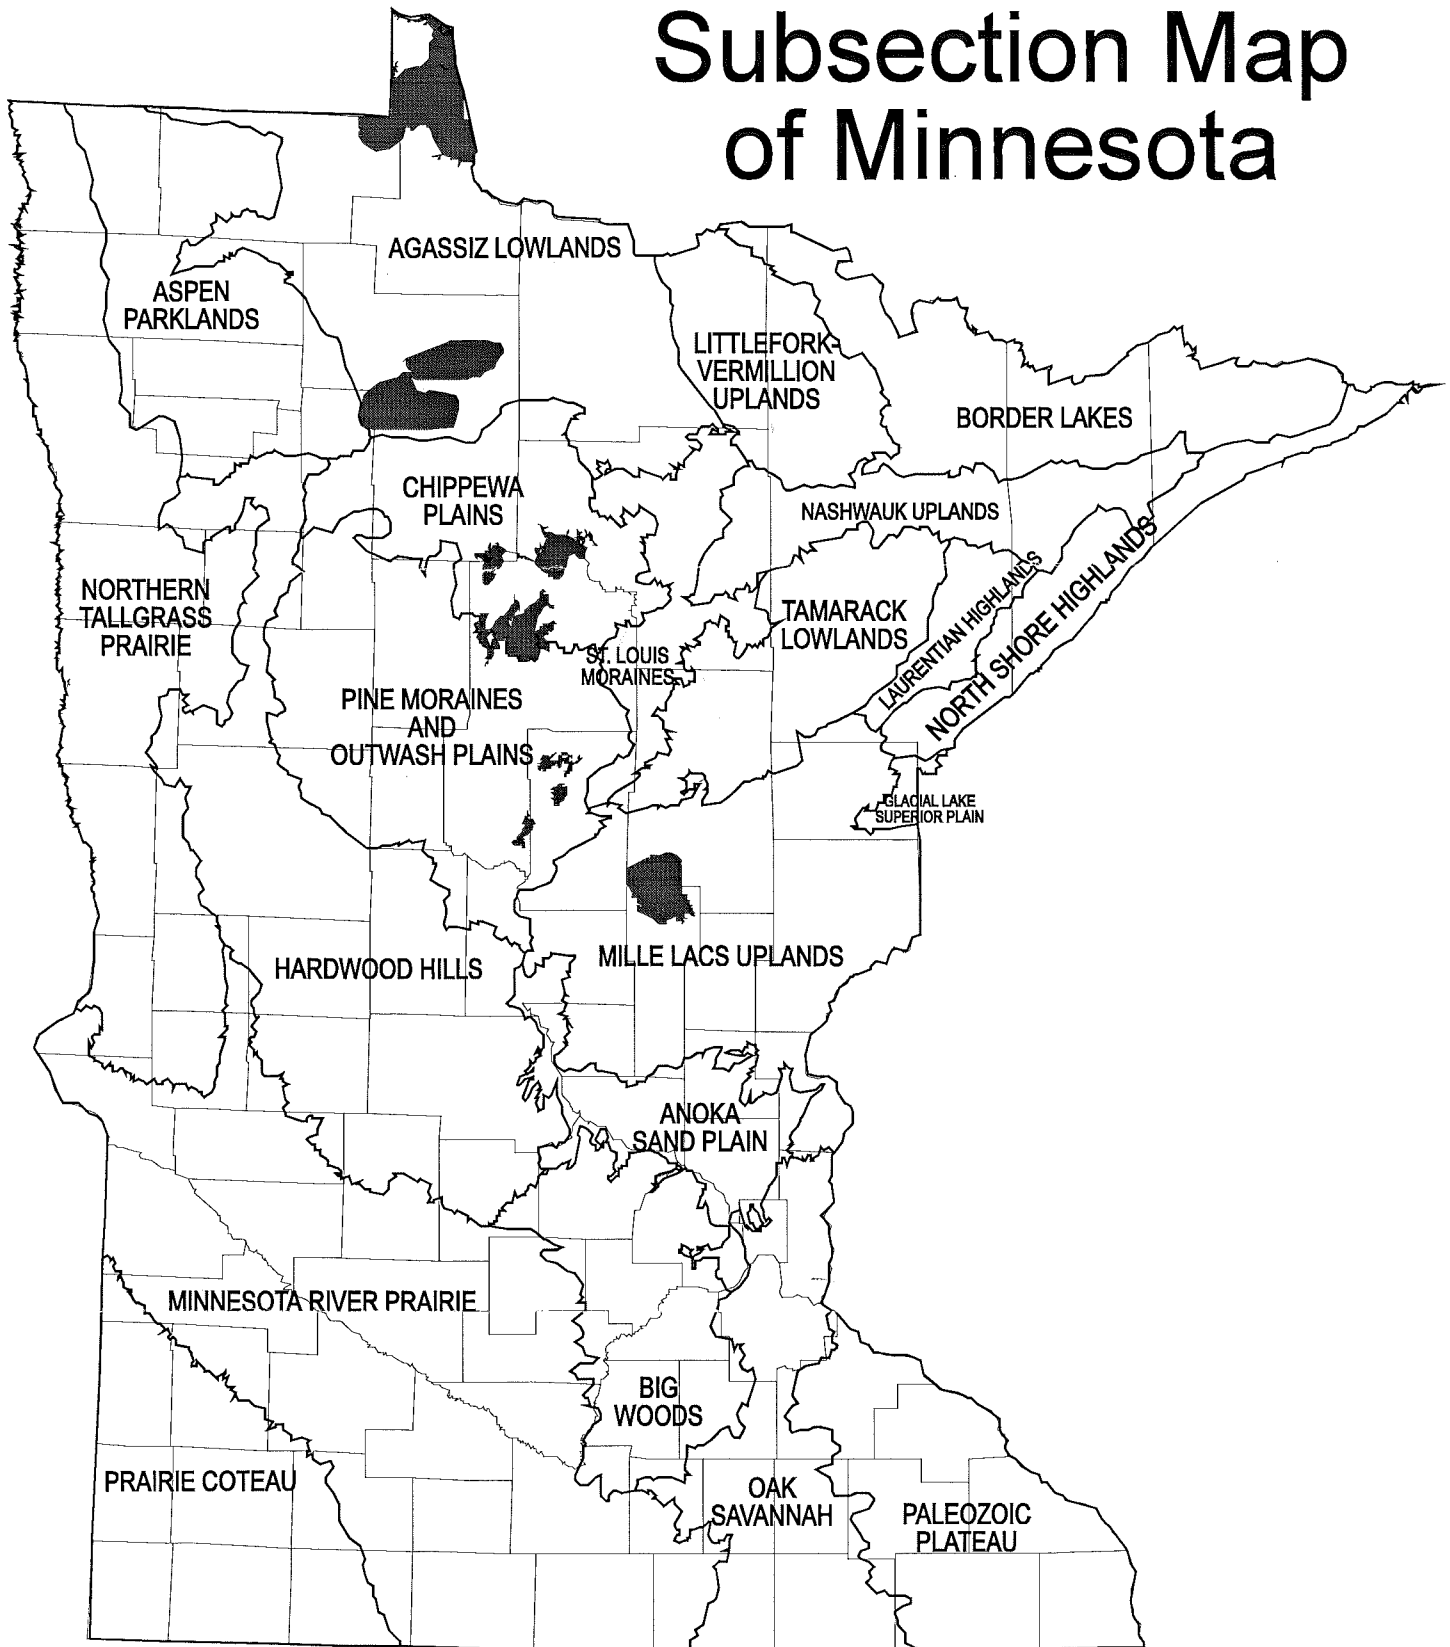 Subsection Map
of Minnesota
AGASSIZ LOWLANDS
ASPEN
PARKLANDS
LITTLEFORK-
VERMILLION
UPLANDS
BORDER LAKES
CHIPPEWA
PLAINS
NASHWAUK UPLANDS
NORTHERN
TALLGRASS
PRAIRIE
TAMARACK
LOWLANDS
LAURENTIAN HIGHLANDS
NORTH SHORE HIGHLANDS
ST. LOUIS
MORAINES
PINE MORAINES
AND
OUTWASH PLAINS
GLACIAL LAKE
SUPERIOR PLAIN
HARDWOOD HILLS
MILLE LACS UPLANDS
ANOKA
SAND PLAIN
MINNESOTA RIVER PRAIRIE
BIG
WOODS
PRAIRIE COTEAU
OAK
SAVANNAH
PALEOZOIC
PLATEAU